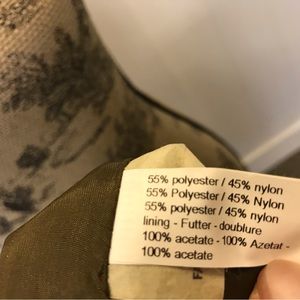 55% polyester / 45% nylon
55% Polyester / 45% Nylon
55% polyester / 45% nylon
lining - Futter - doublure
100% acetate - 100% Azetat -
100% acetate